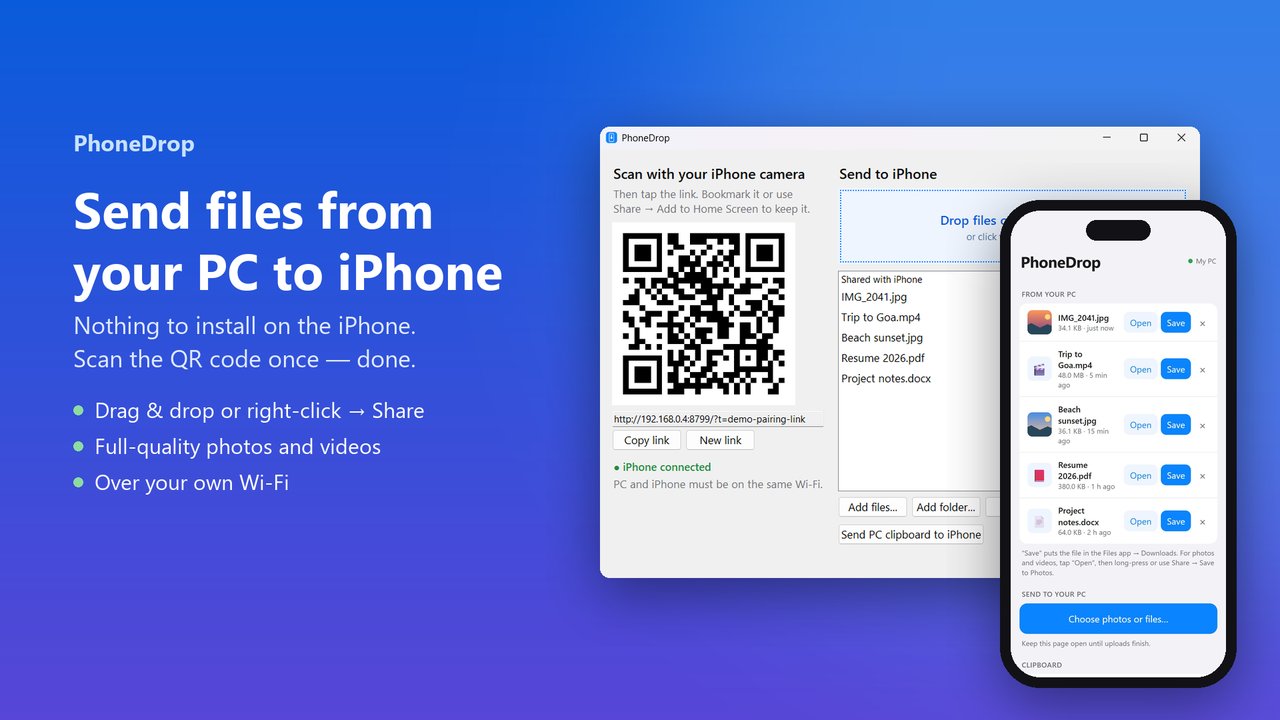 PhoneDrop
Send files from
your PC to iPhone
Nothing to install on the iPhone.
Scan the QR code once — done.
Drag & drop or right-click → Share
Full-quality photos and videos
Over your own Wi-Fi
PhoneDrop
Scan with your iPhone camera
Then tap the link. Bookmark it or use
Share → Add to Home Screen to keep it.
http://192.168.0.4:8799/?t=demo-pairing-link
Copy link
New link
● iPhone connected
PC and iPhone must be on the same Wi-Fi.
Send to iPhone
Drop files
or click
Shared with iPhone
IMG_2041.jpg
Trip to Goa.mp4
Beach sunset.jpg
Resume 2026.pdf
Project notes.docx
Add files...
Add folder...
Send PC clipboard to iPhone
PhoneDrop
My PC
FROM YOUR PC
IMG_2041.jpg
34.1 KB · just now
Open
Save
×
Trip to
Goa.mp4
48.0 MB · 5 min
ago
Open
Save
×
Beach
sunset.jpg
36.1 KB · 15 min
ago
Open
Save
×
Resume
2026.pdf
380.0 KB · 1 h ago
Open
Save
×
Project
notes.docx
64.0 KB · 2 h ago
Open
Save
×
"Save" puts the file in the Files app → Downloads. For photos
and videos, tap "Open", then long-press or use Share → Save
to Photos.
SEND TO YOUR PC
Choose photos or files...
Keep this page open until uploads finish.
CLIPBOARD